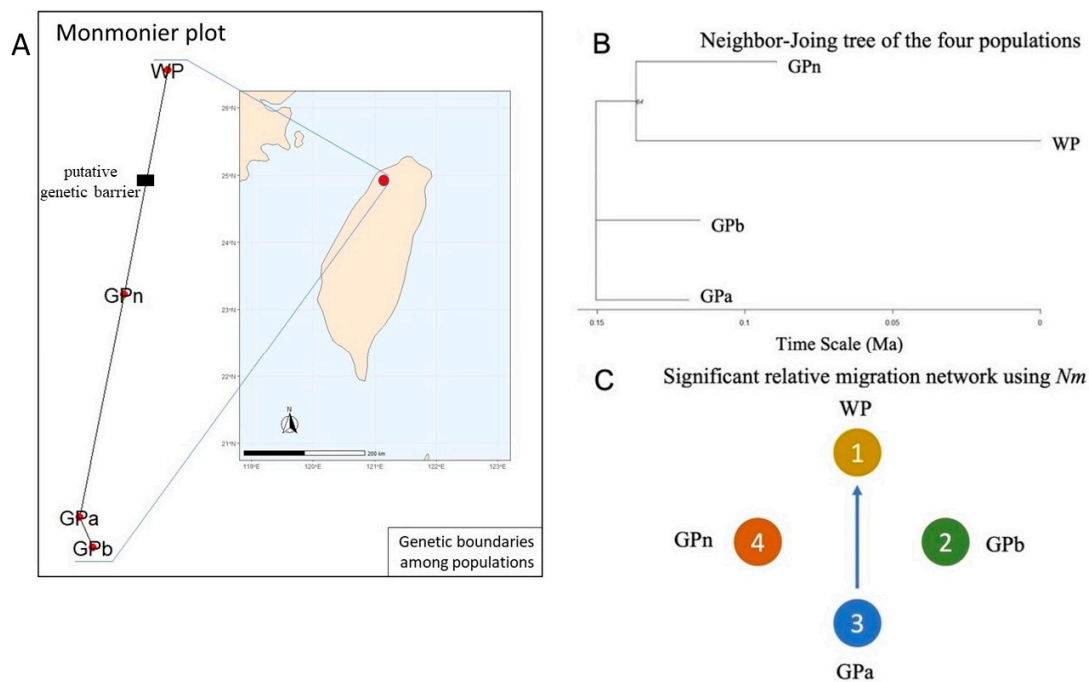 A
Monmonier plot
WP
putative
genetic barrier
GPn
GPa
GPb
26°N
25°N
24°N
23°N
22°N
21°N
N
200 km
119°E
120°E
121°E
122°E
123°E
Genetic boundaries
among populations
B
Neighbor-Joing tree of the four populations
GPn
64
WP
GPb
GPa
0.15
0.1
0.05
0
Time Scale (Ma)
C
Significant relative migration network using Nm
WP
1
GPn
4
2
GPb
3
GPa